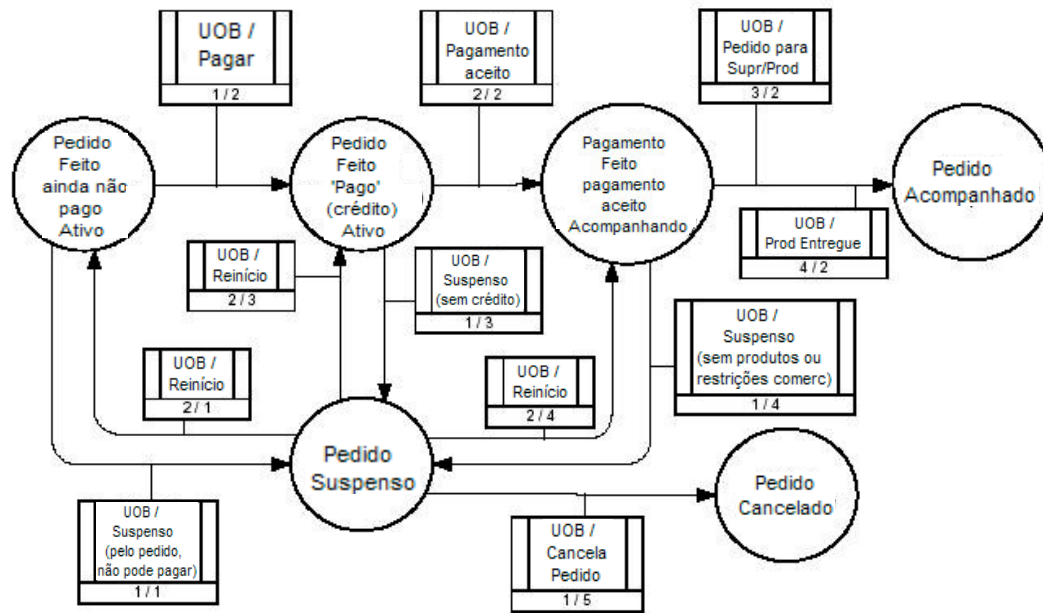 UOB /
Pagar
1 / 2
UOB /
Pagamento
aceito
2 / 2
UOB /
Pedido para
Supr/Prod
3 / 2
Pedido
Feito
ainda não
pago
Ativo
Pedido
Feito
'Pago'
(crédito)
Ativo
Pagamento
Feito
pagamento
aceito
Acompanhando
Pedido
Acompanhado
UOB /
Prod Entregue
4 / 2
UOB /
Reinício
2 / 3
UOB /
Suspenso
(sem crédito)
1 / 3
UOB /
Suspenso
(sem produtos ou
restrições comerc)
1 / 4
UOB /
Reinício
2 / 1
UOB /
Reinício
2 / 4
Pedido
Suspenso
Pedido
Cancelado
UOB /
Suspenso
(pelo pedido,
não pode pagar)
1 / 1
UOB /
Cancela
Pedido
1 / 5